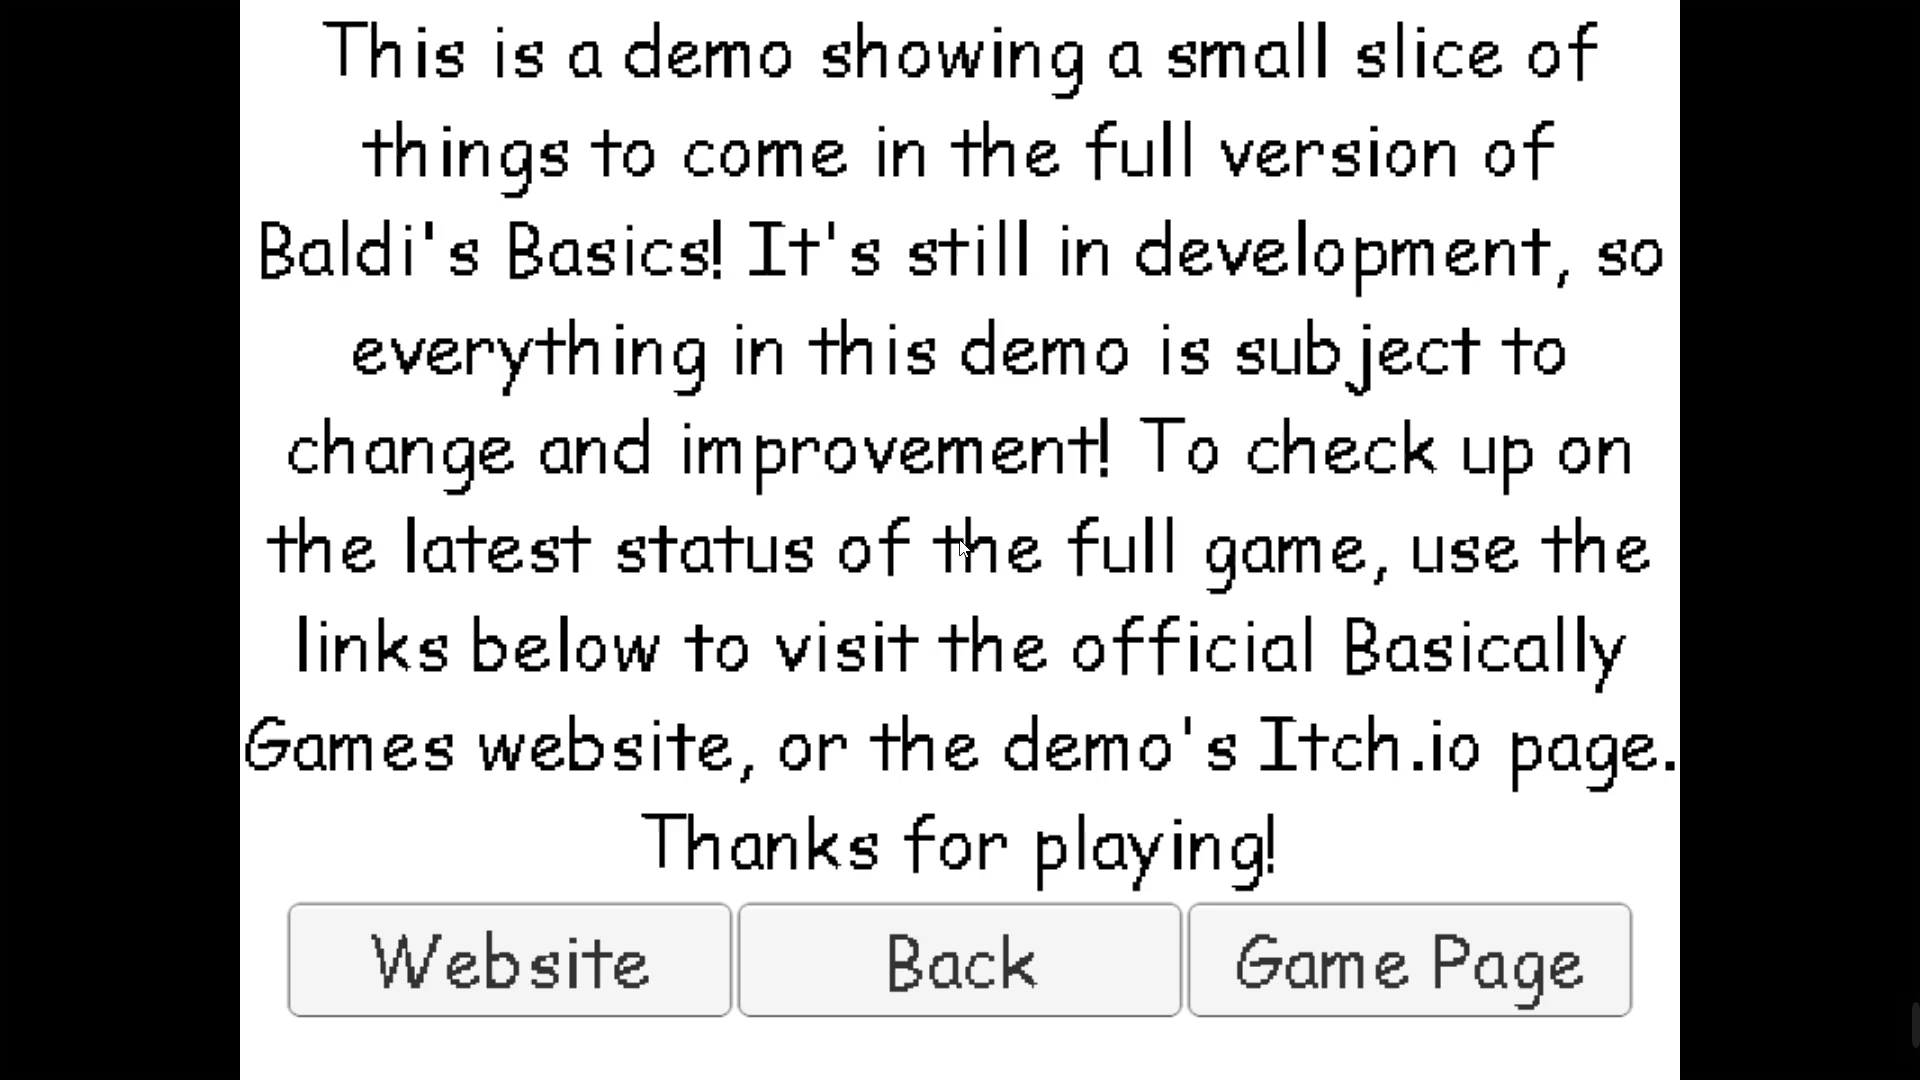 This is a demo showing a small slice of
things to come in the full version of
Baldi's Basics! It's still in development, so
everything in this demo is subject to
change and improvement! To check up on
the latest status of the full game, use the
links below to visit the official Basically
Games website, or the demo's Itch.io page.
Thanks for playing!
Website
Back
Game Page